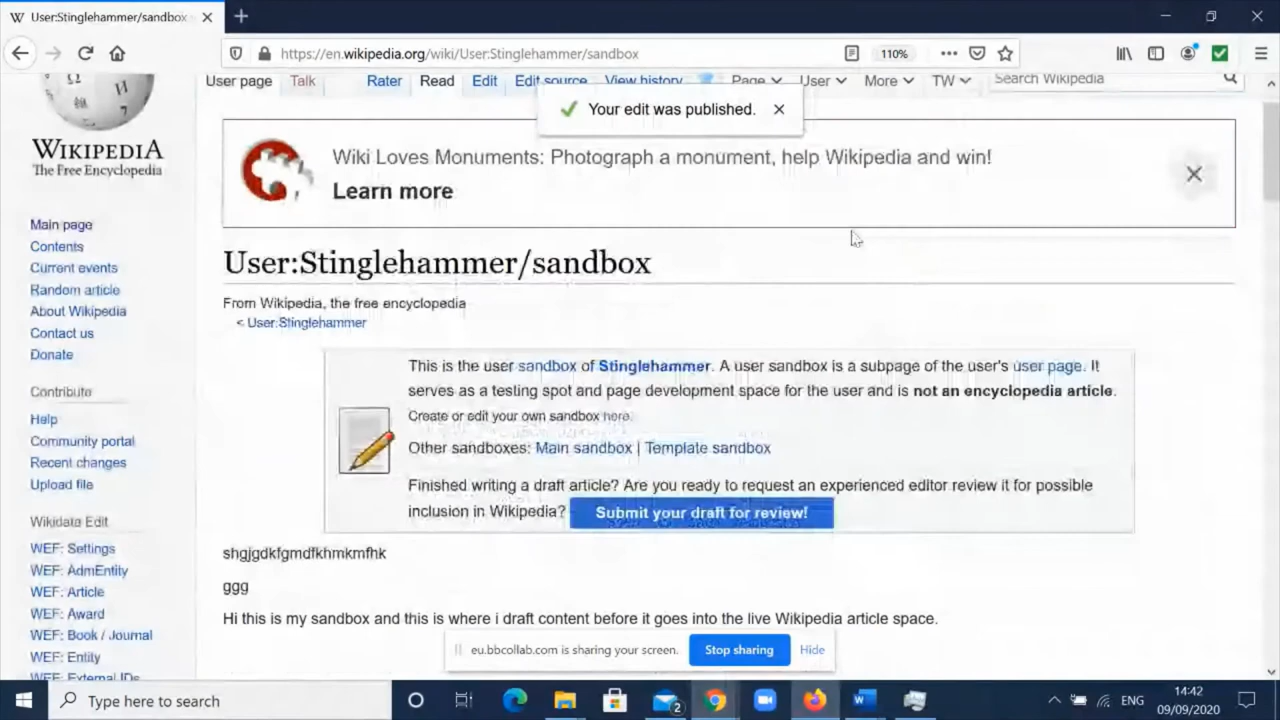 User:Stinglehammer/sandbox
https://en.wikipedia.org/wiki/User:Stinglehammer/sandbox
110%
User page Talk Rater Read Edit Edit source View history Page User More TW Search Wikipedia
Your edit was published.
WIKIPEDIA
The Free Encyclopedia
Wiki Loves Monuments: Photograph a monument, help Wikipedia and win!
Learn more
Main page
Contents
Current events
Random article
About Wikipedia
Contact us
Donate
Contribute
Help
Community portal
Recent changes
Upload file
Wikidata Edit
WEF: Settings
WEF: AdmEntity
WEF: Article
WEF: Award
WEF: Book / Journal
WEF: Entity
WEF: External IDs
User:Stinglehammer/sandbox
From Wikipedia, the free encyclopedia
< User:Stinglehammer
This is the user sandbox of Stinglehammer. A user sandbox is a subpage of the user's user page. It
serves as a testing spot and page development space for the user and is not an encyclopedia article.
Create or edit your own sandbox here.
Other sandboxes: Main sandbox | Template sandbox
Finished writing a draft article? Are you ready to request an experienced editor review it for possible
inclusion in Wikipedia? Submit your draft for review!
shgjgdkfgmdfkhmkmfhk
ggg
Hi this is my sandbox and this is where i draft content before it goes into the live Wikipedia article space.
eu.bbcollab.com is sharing your screen. Stop sharing Hide
Type here to search
2
ENG
14:42
09/09/2020